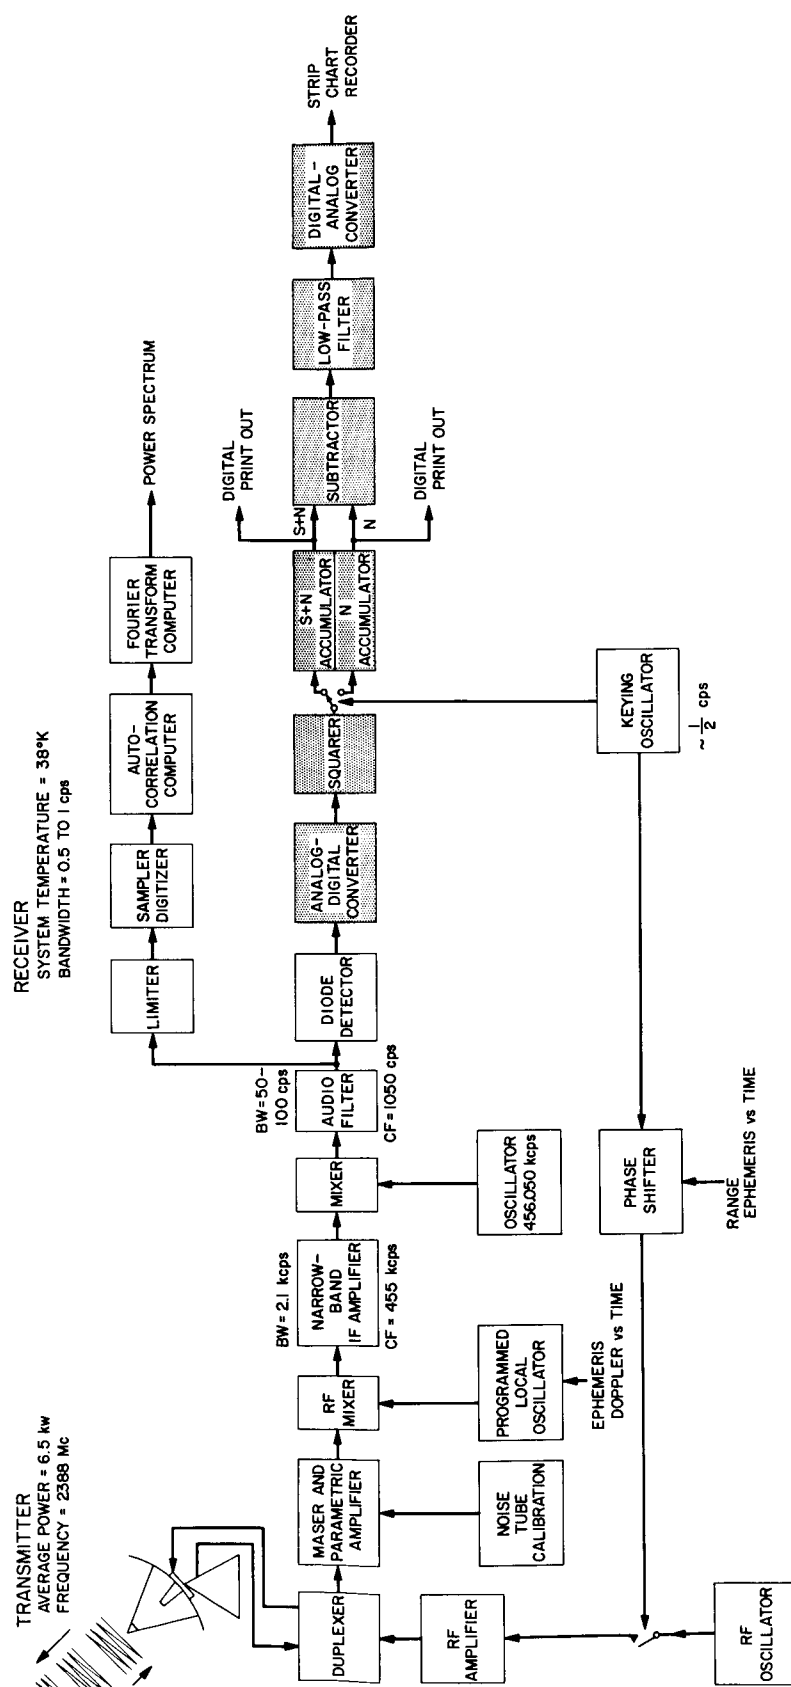 TRANSMITTER
AVERAGE POWER = 6.5 kw
FREQUENCY = 2388 Mc
RECEIVER
SYSTEM TEMPERATURE = 38°K
BANDWIDTH = 0.5 TO 1 cps
LIMITER
SAMPLER
DIGITIZER
AUTO-
CORRELATION
COMPUTER
FOURIER
TRANSFORM
COMPUTER
POWER SPECTRUM
DUPLEXER
MASER AND
PARAMETRIC
AMPLIFIER
RF
MIXER
BW = 2.1 kcps
NARROW-
BAND
IF AMPLIFIER
CF = 455 kcps
MIXER
BW = 50-
100 cps
AUDIO
FILTER
CF = 1050 cps
DIODE
DETECTOR
ANALOG-
DIGITAL
CONVERTER
SQUARER
S+N
ACCUMULATOR
N
ACCUMULATOR
DIGITAL
PRINT OUT
S+N
N
DIGITAL
PRINT OUT
SUBTRACTOR
LOW-PASS
FILTER
DIGITAL-
ANALOG
CONVERTER
STRIP
CHART
RECORDER
RF
AMPLIFIER
NOISE
TUBE
CALIBRATION
PROGRAMMED
LOCAL
OSCILLATOR
EPHEMERIS
DOPPLER vs TIME
OSCILLATOR
456.050 kcps
PHASE
SHIFTER
RANGE
EPHEMERIS vs TIME
KEYING
OSCILLATOR
~ 1/2 cps
RF
OSCILLATOR